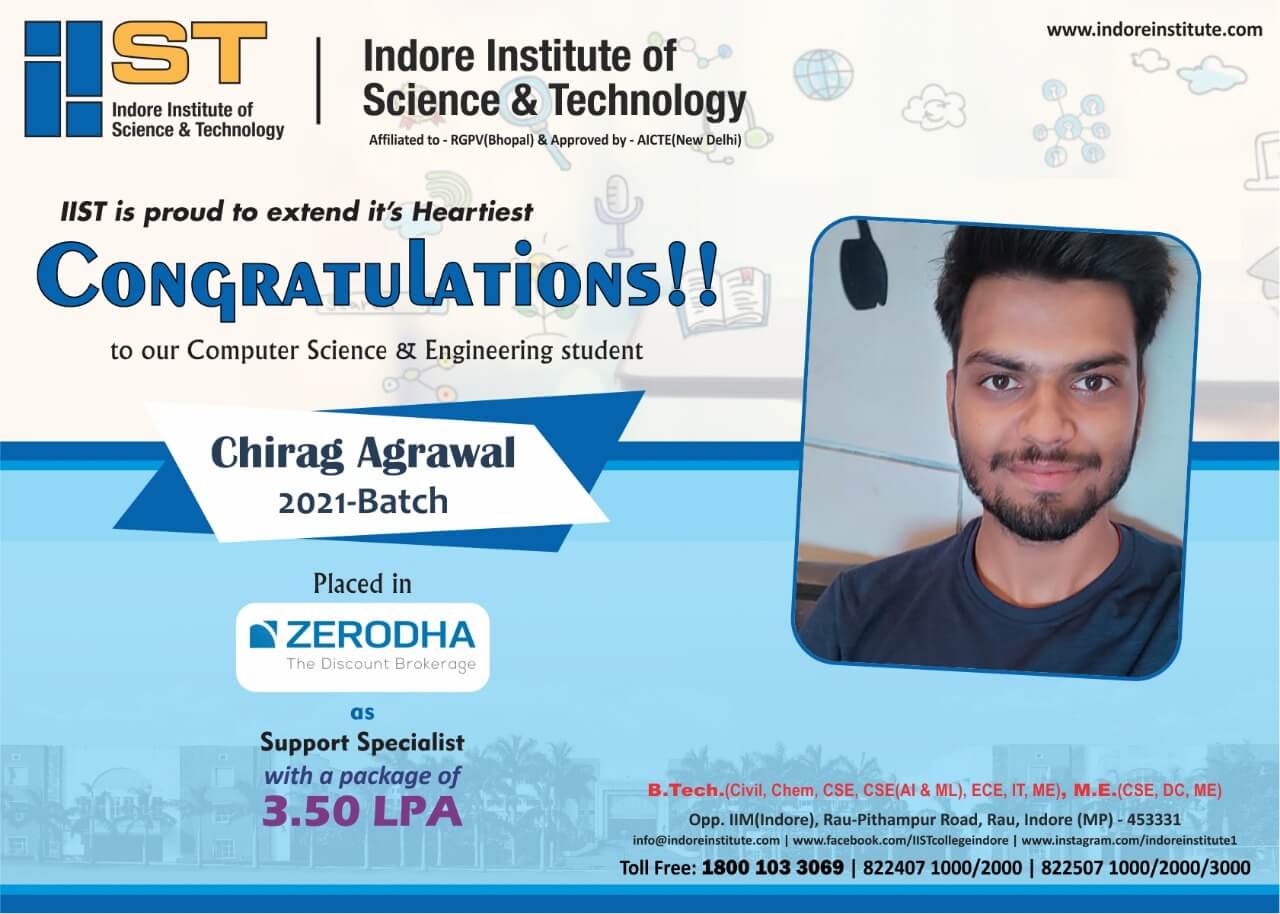 IIST
Indore Institute of
Science & Technology
Indore Institute of
Science & Technology
Affiliated to - RGPV(Bhopal) & Approved by - AICTE(New Delhi)
www.indoreinstitute.com
IIST is proud to extend it's Heartiest
Congratulations!!
to our Computer Science & Engineering student
Chirag Agrawal
2021-Batch
Placed in
ZERODHA
The Discount Brokerage
as
Support Specialist
with a package of
3.50 LPA
B.Tech.(Civil, Chem, CSE, CSE(AI & ML), ECE, IT, ME), M.E.(CSE, DC, ME)
Opp. IIM(Indore), Rau-Pithampur Road, Rau, Indore (MP) - 453331
info@indoreinstitute.com | www.facebook.com/IISTcollegeindore | www.instagram.com/indoreinstitute1
Toll Free: 1800 103 3069 | 822407 1000/2000 | 822507 1000/2000/3000